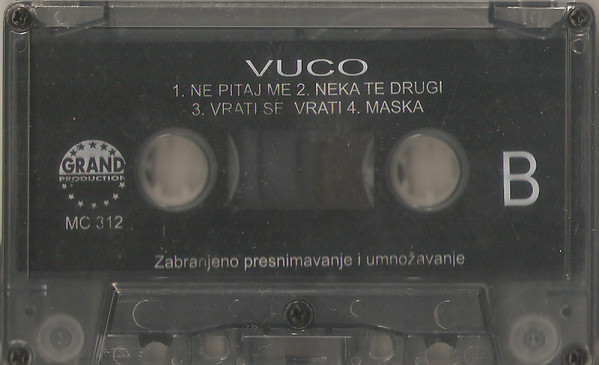 VUCO
1. NE PITAJ ME 2. NEKA TE DRUGI
3. VRATI SE VRATI 4. MASKA
GRAND
PRODUCTION
MC 312
B
Zabranjeno presnimavanje i umnožavanje